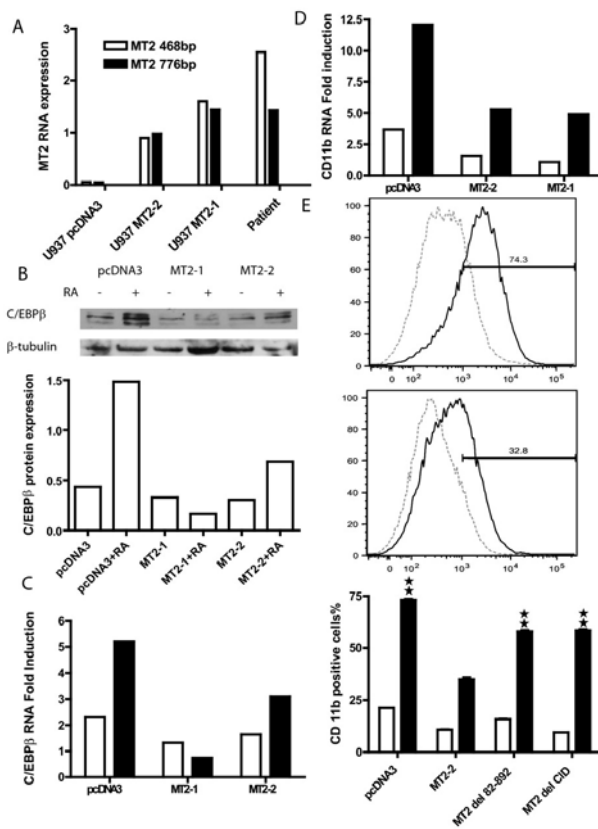 A
MT2 RNA expression
3
2
1
0
MT2 468bp
MT2 776bp
U937 pcDNA3
U937 MT2-2
U937 MT2-1
Patient
B
pcDNA3 MT2-1 MT2-2
RA - + - + - +
C/EBPβ
β-tubulin
C/EBPβ protein expression
1.5
1.0
0.5
0.0
pcDNA3
pcDNA3+RA
MT2-1
MT2-1+RA
MT2-2
MT2-2+RA
C
C/EBPβ RNA Fold Induction
6
5
4
3
2
1
0
pcDNA3 MT2-1 MT2-2
D
CD11b RNA Fold induction
12.5
10.0
7.5
5.0
2.5
0.0
pcDNA3 MT2-2 MT2-1
E
100
80
60
40
20
0
74.3
0 10² 10³ 10⁴ 10⁵
100
80
60
40
20
0
32.8
0 10² 10³ 10⁴ 10⁵
CD 11b positive cells%
75
50
25
0
pcDNA3
MT2-2
MT2 del 82-892
MT2 del CID